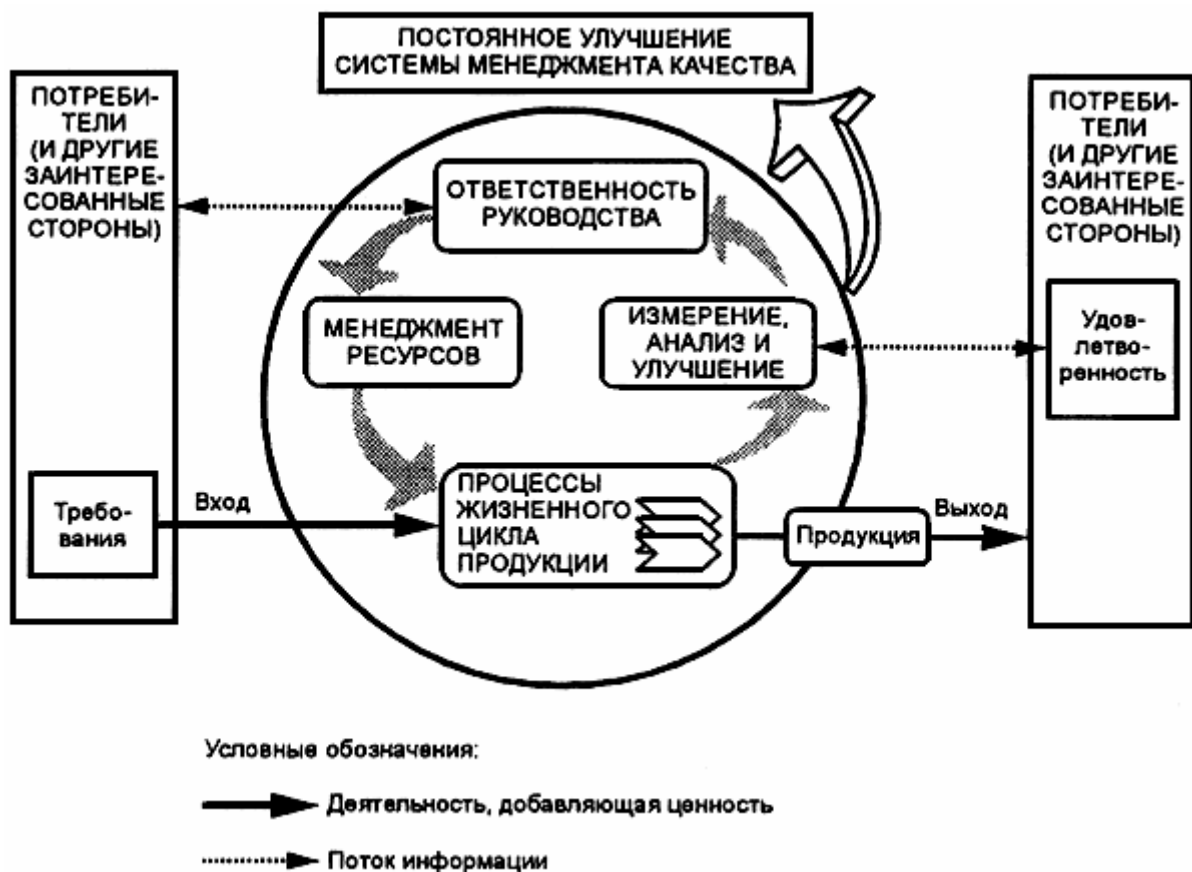 ПОСТОЯННОЕ УЛУЧШЕНИЕ
СИСТЕМЫ МЕНЕДЖМЕНТА КАЧЕСТВА
ПОТРЕБИ-
ТЕЛИ
(И ДРУГИЕ
ЗАИНТЕРЕ-
СОВАННЫЕ
СТОРОНЫ)
Требо-
вания
Вход
ОТВЕТСТВЕННОСТЬ
РУКОВОДСТВА
МЕНЕДЖМЕНТ
РЕСУРСОВ
ИЗМЕРЕНИЕ,
АНАЛИЗ И
УЛУЧШЕНИЕ
ПРОЦЕССЫ
ЖИЗНЕННОГО
ЦИКЛА
ПРОДУКЦИИ
Продукция
Выход
ПОТРЕБИ-
ТЕЛИ
(И ДРУГИЕ
ЗАИНТЕРЕ-
СОВАННЫЕ
СТОРОНЫ)
Удов-
летво-
ренность
Условные обозначения:
Деятельность, добавляющая ценность
Поток информации